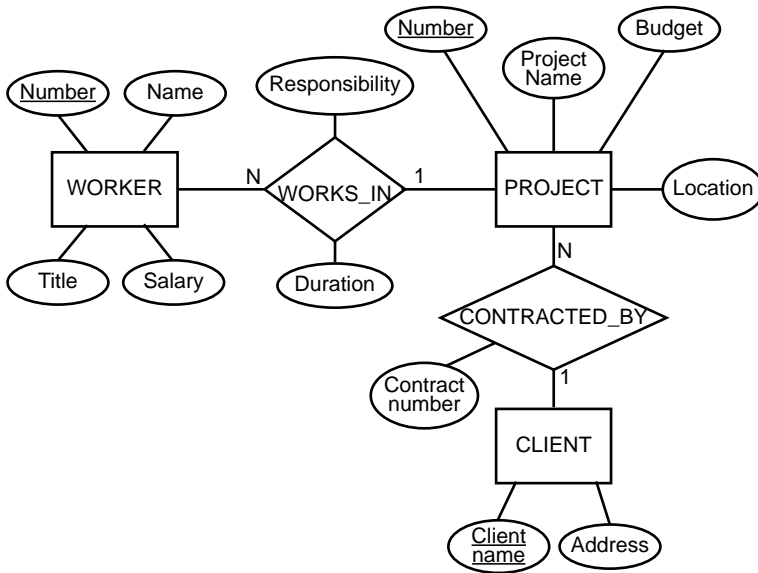 Number
Budget
Project
Name
Responsibility
Number
Name
WORKER
N
WORKS_IN
1
PROJECT
Location
Title
Salary
Duration
N
CONTRACTED_BY
1
Contract
number
CLIENT
Client
name
Address